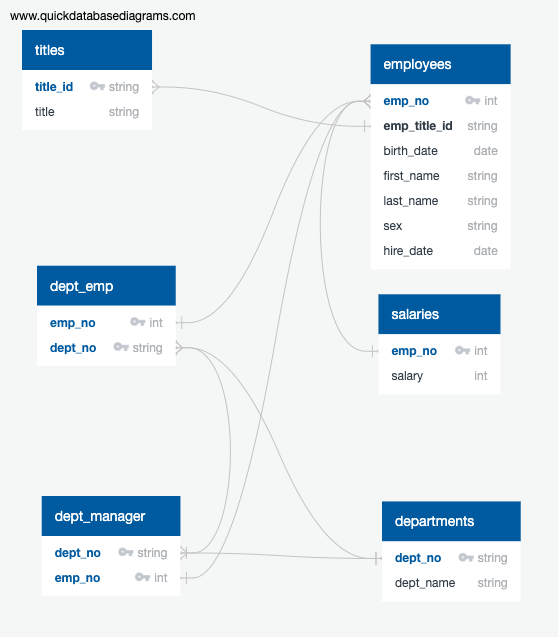 www.quickdatabasediagrams.com
titles
title_id string
title string
employees
emp_no int
emp_title_id string
birth_date date
first_name string
last_name string
sex string
hire_date date
dept_emp
emp_no int
dept_no string
salaries
emp_no int
salary int
dept_manager
dept_no string
emp_no int
departments
dept_no string
dept_name string